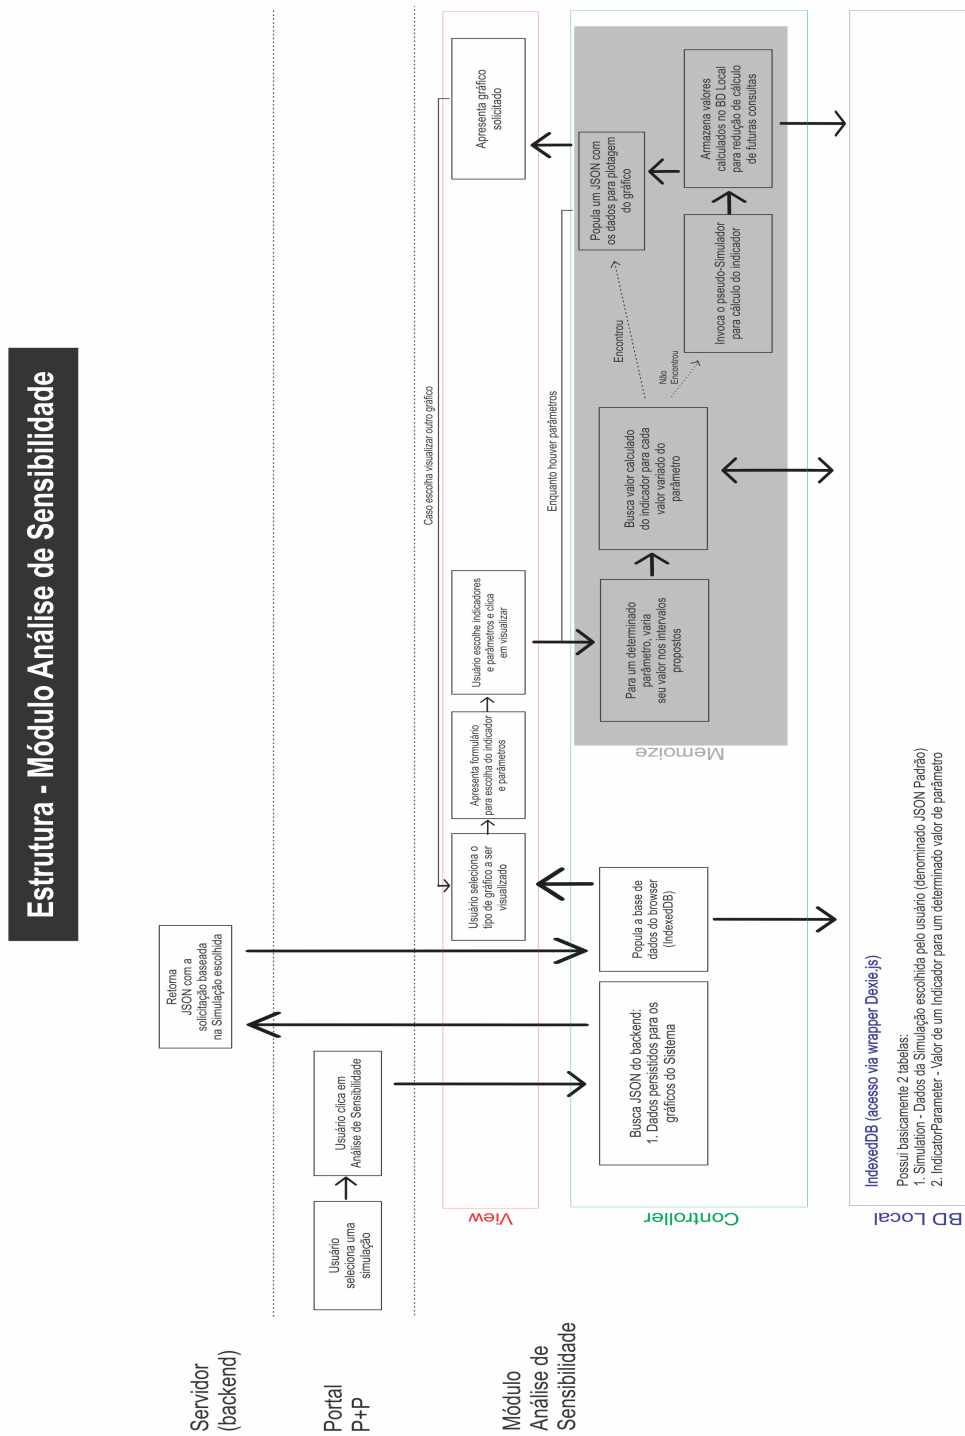 Estrutura - Módulo Análise de Sensibilidade
Servidor
(backend)
Retorna
JSON com a
solicitação baseada
na Simulação escolhida
Portal
P+P
Usuário
seleciona uma
simulação
Usuário clica em
Análise de Sensibilidade
Módulo
Análise de
Sensibilidade
View
Usuário seleciona o
tipo de gráfico a ser
visualizado
Apresenta formulário
para escolha do indicador
e parâmetros
Usuário escolhe indicadores
e parâmetros e clica
em visualizar
Caso escolha visualizar outro gráfico
Apresenta gráfico
solicitado
Controller
Busca JSON do backend:
1. Dados persistidos para os
gráficos do Sistema
Popula a base de
dados do browser
(IndexedDB)
Memoize
Enquanto houver parâmetros
Para um determinado
parâmetro, varia
seu valor nos intervalos
propostos
Busca valor calculado
do indicador para cada
valor variado do
parâmetro
Encontrou
Não
Encontrou
Popula um JSON com
os dados para plotagem
do gráfico
Invoca o pseudo-Simulador
para cálculo do indicador
Armazena valores
calculados no BD Local
para redução de cálculo
de futuras consultas
BD Local
IndexedDB (acesso via wrapper Dexie.js)
Possui basicamente 2 tabelas:
1. Simulation - Dados da Simulação escolhida pelo usuário (denominado JSON Padrão)
2. IndicatorParameter - Valor de um Indicador para um determinado valor de parâmetro